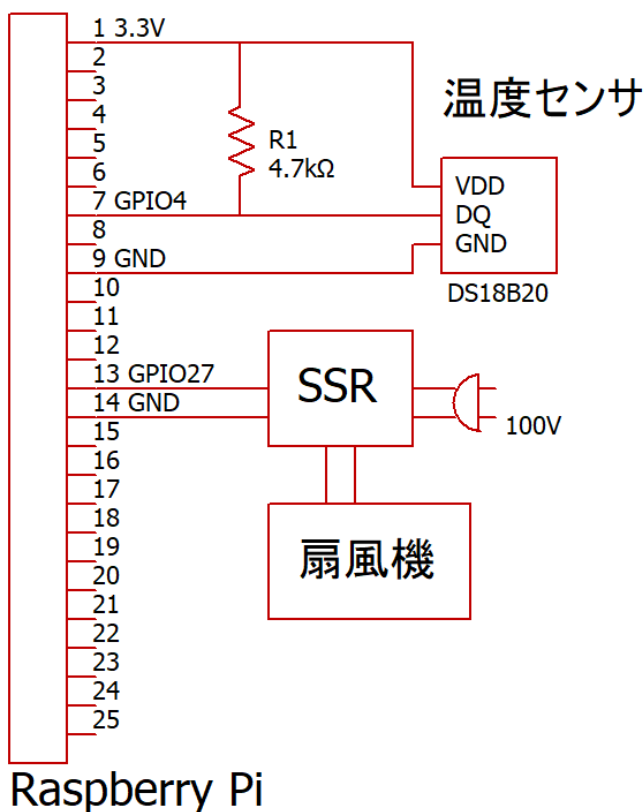 1 3.3V
2
3
4
5
6
7 GPIO4
8
9 GND
10
11
12
13 GPIO27
14 GND
15
16
17
18
19
20
21
22
23
24
25
Raspberry Pi
R1
4.7kΩ
温度センサ
VDD
DQ
GND
DS18B20
SSR
100V
扇風機